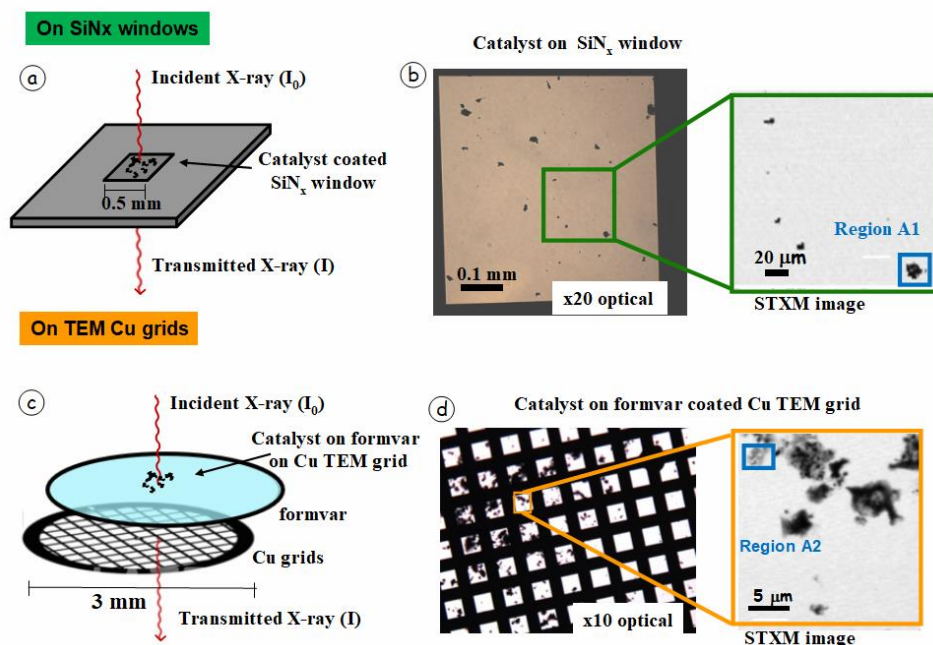 On SiNx windows
a
Incident X-ray (I₀)
Catalyst coated
SiNₓ window
0.5 mm
Transmitted X-ray (I)
Catalyst on SiNₓ window
b
0.1 mm
x20 optical
Region A1
20 μm
STXM image
On TEM Cu grids
c
Incident X-ray (I₀)
Catalyst on formvar
on Cu TEM grid
formvar
Cu grids
3 mm
Transmitted X-ray (I)
d
Catalyst on formvar coated Cu TEM grid
x10 optical
Region A2
5 μm
STXM image